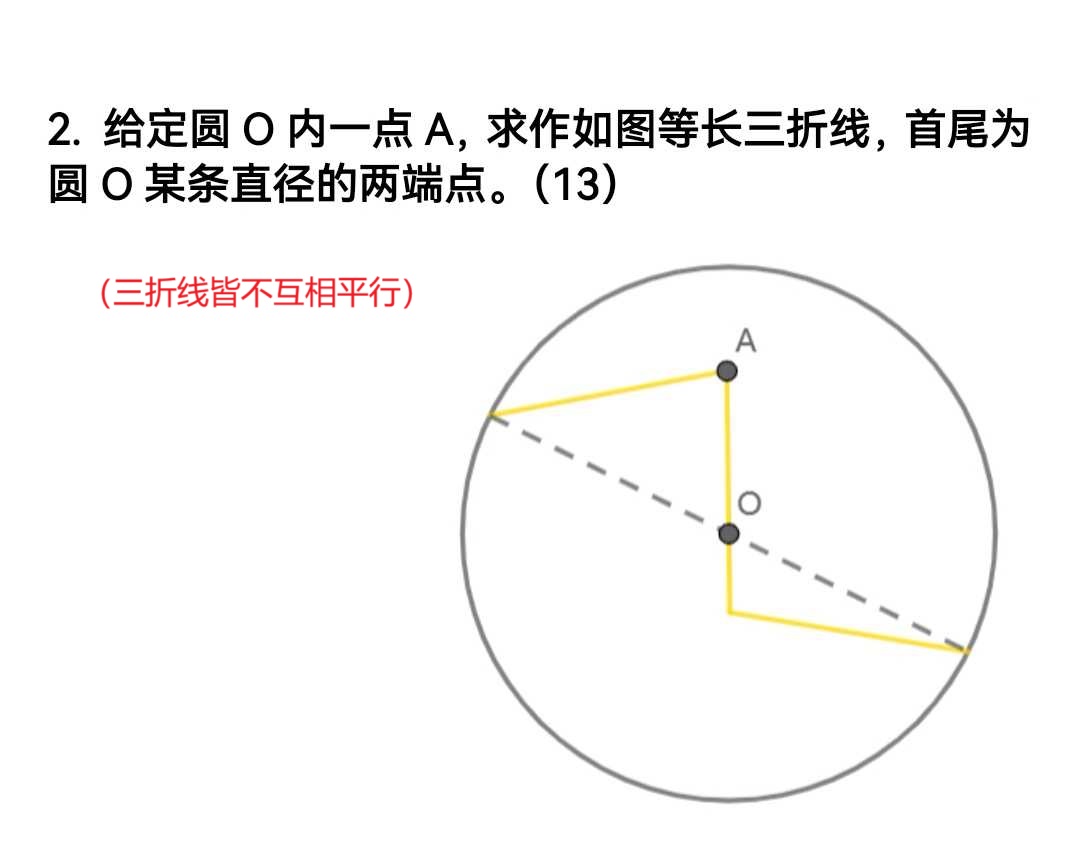 2. 给定圆 O 内一点 A, 求作如图等长三折线, 首尾为
圆 O 某条直径的两端点。(13)
(三折线皆不互相平行)
A
O